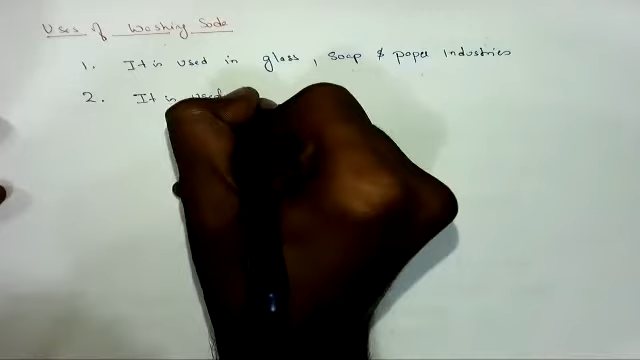 Uses of Washing Soda
1. It is used in glass, soap & paper Industries
2. It is used